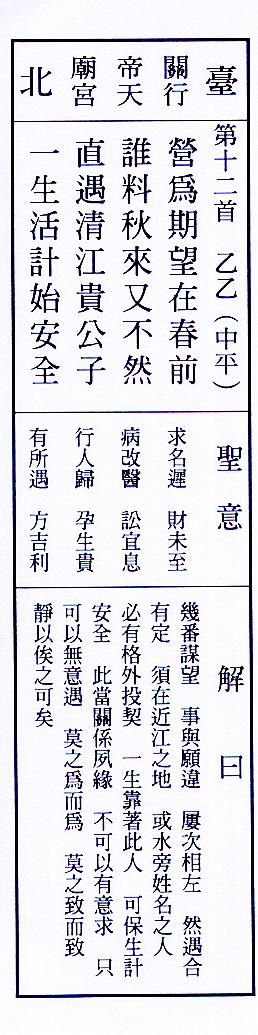 臺
關行
帝天
廟宮
北
第十二首 乙乙(中平)
營為期望在春前
誰料秋來又不然
直遇清江貴公子
一生活計始安全
聖意
求名遲 財未至
病改醫 訟宜息
行人歸 孕生貴
有所遇 方吉利
解曰
幾番謀望 事與願違 屢次相左 然遇合
有定 須在近江之地 或水旁姓名之人
必有格外投契 一生靠著此人 可保生計
安全 此當關係夙緣 不可以有意求 只
可以無意遇 莫之為而為 莫之致而致
靜以俟之可矣